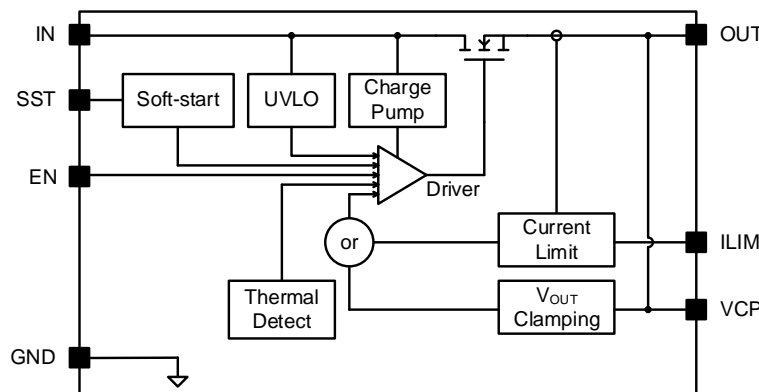 IN
OUT
SST
Soft-start
UVLO
Charge
Pump
EN
Driver
or
Current
Limit
ILIM
Thermal
Detect
VOUT
Clamping
VCP
GND